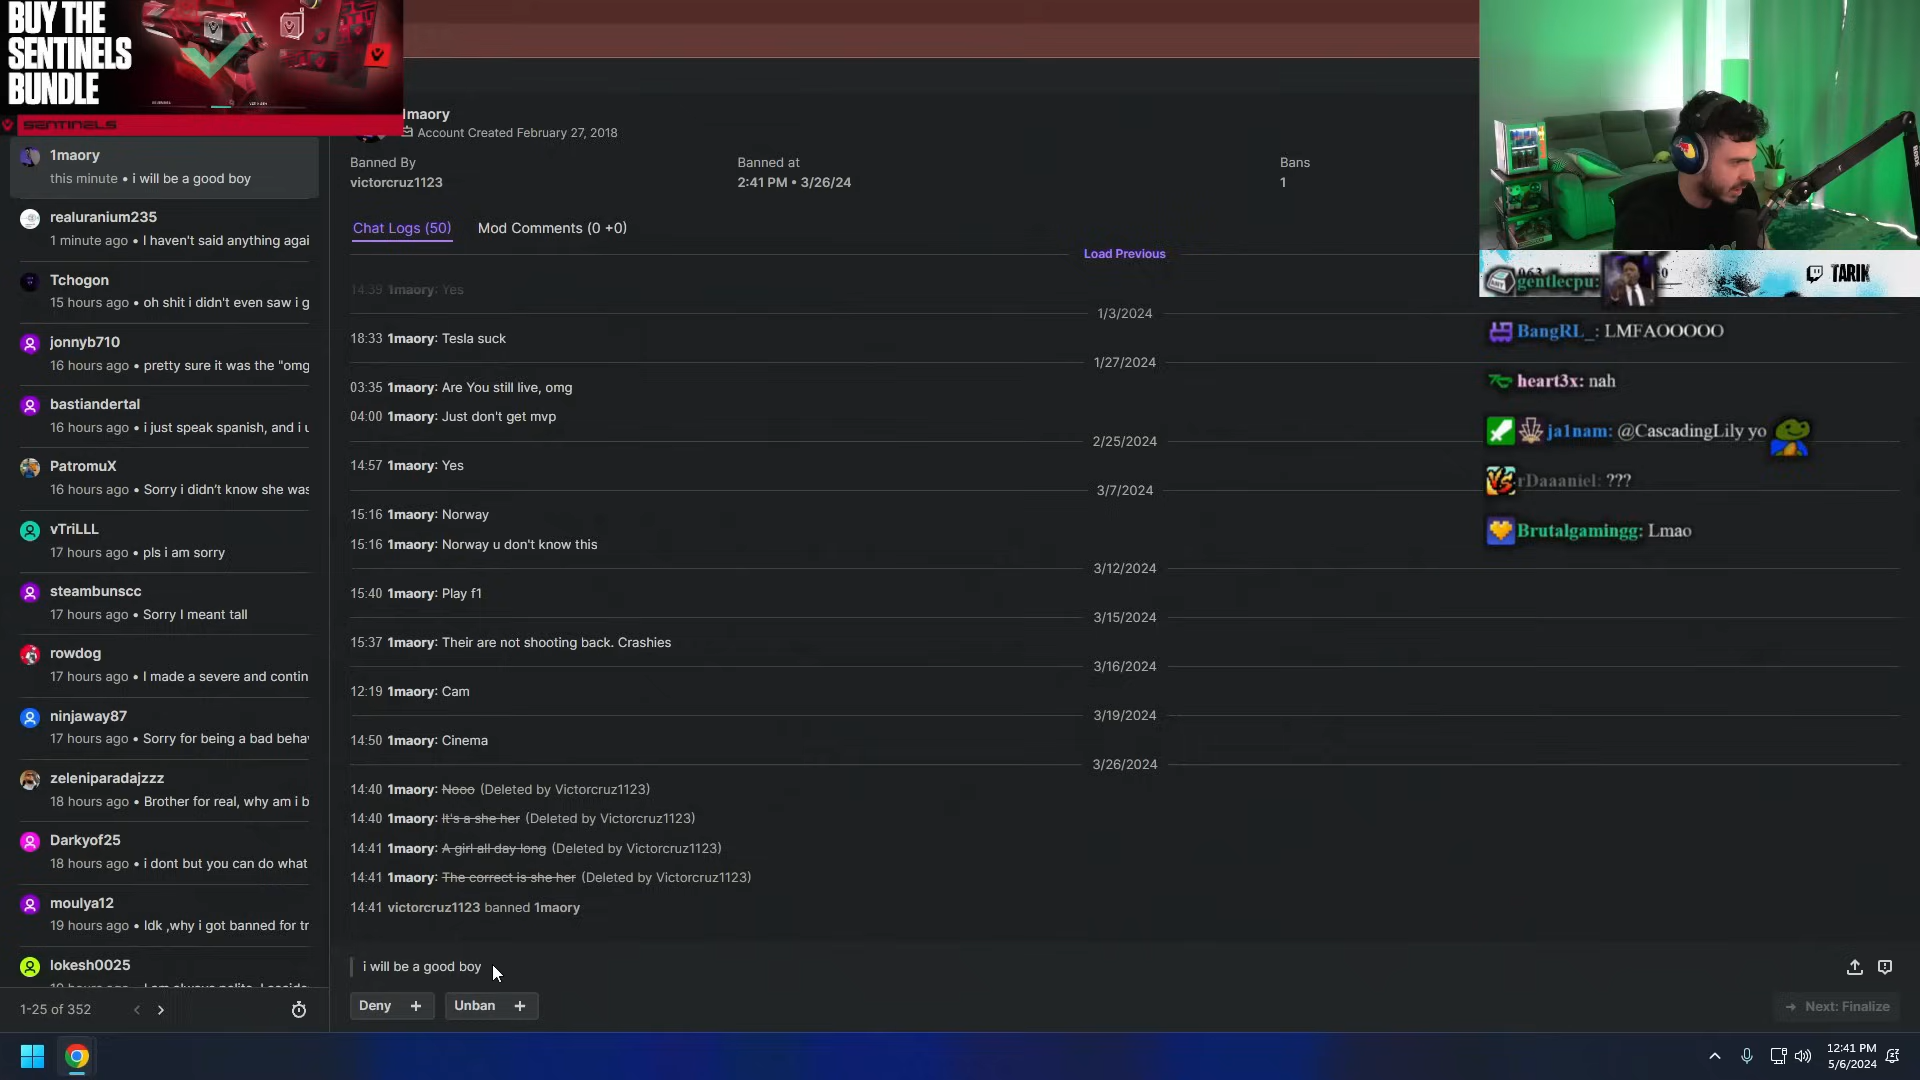 BUY THE
SENTINELS
BUNDLE
SENTINELS
1maory
this minute • i will be a good boy
realuranium235
1 minute ago • I haven't said anything agai
Tchogon
15 hours ago • oh shit i didn't even saw i g
jonnyb710
16 hours ago • pretty sure it was the "omg
bastiandertal
16 hours ago • i just speak spanish, and i u
PatromuX
16 hours ago • Sorry i didn't know she was
vTriLLL
17 hours ago • pls i am sorry
steambunscc
17 hours ago • Sorry I meant tall
rowdog
17 hours ago • I made a severe and contin
ninjaway87
17 hours ago • Sorry for being a bad behav
zeleniparadajzzz
18 hours ago • Brother for real, why am i b
Darkyof25
18 hours ago • i dont but you can do what
moulya12
19 hours ago • Idk ,why i got banned for tr
lokesh0025
1-25 of 352
1maory
Account Created February 27, 2018
Banned By
victorcruz1123
Banned at
2:41 PM • 3/26/24
Bans
1
Chat Logs (50)
Mod Comments (0 +0)
Load Previous
14:39 1maory: Yes
1/3/2024
18:33 1maory: Tesla suck
1/27/2024
03:35 1maory: Are You still live, omg
04:00 1maory: Just don't get mvp
2/25/2024
14:57 1maory: Yes
3/7/2024
15:16 1maory: Norway
15:16 1maory: Norway u don't know this
3/12/2024
15:40 1maory: Play f1
3/15/2024
15:37 1maory: Their are not shooting back. Crashies
3/16/2024
12:19 1maory: Cam
3/19/2024
14:50 1maory: Cinema
3/26/2024
14:40 1maory: Nooo (Deleted by Victorcruz1123)
14:40 1maory: It's a she her (Deleted by Victorcruz1123)
14:41 1maory: A girl all day long (Deleted by Victorcruz1123)
14:41 1maory: The correct is she her (Deleted by Victorcruz1123)
14:41 victorcruz1123 banned 1maory
i will be a good boy
Deny
Unban
Next: Finalize
TARIK
gentlecpu:
BangRL_: LMFAOOOOO
heart3x: nah
ja1nam: @CascadingLily yo
rDaaaniel: ???
Brutalgamingg: Lmao
12:41 PM
5/6/2024